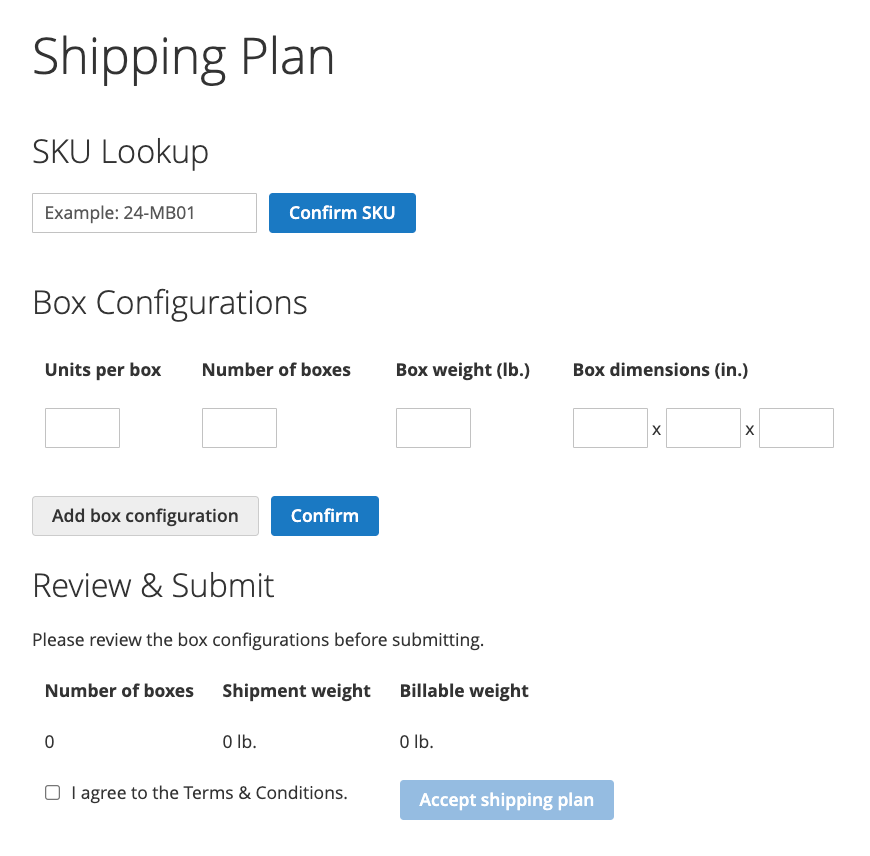 Shipping Plan
SKU Lookup
Example: 24-MB01 Confirm SKU
Box Configurations
Units per box Number of boxes Box weight (lb.) Box dimensions (in.)
x x
Add box configuration Confirm
Review & Submit
Please review the box configurations before submitting.
Number of boxes Shipment weight Billable weight
0 0 lb. 0 lb.
I agree to the Terms & Conditions. Accept shipping plan